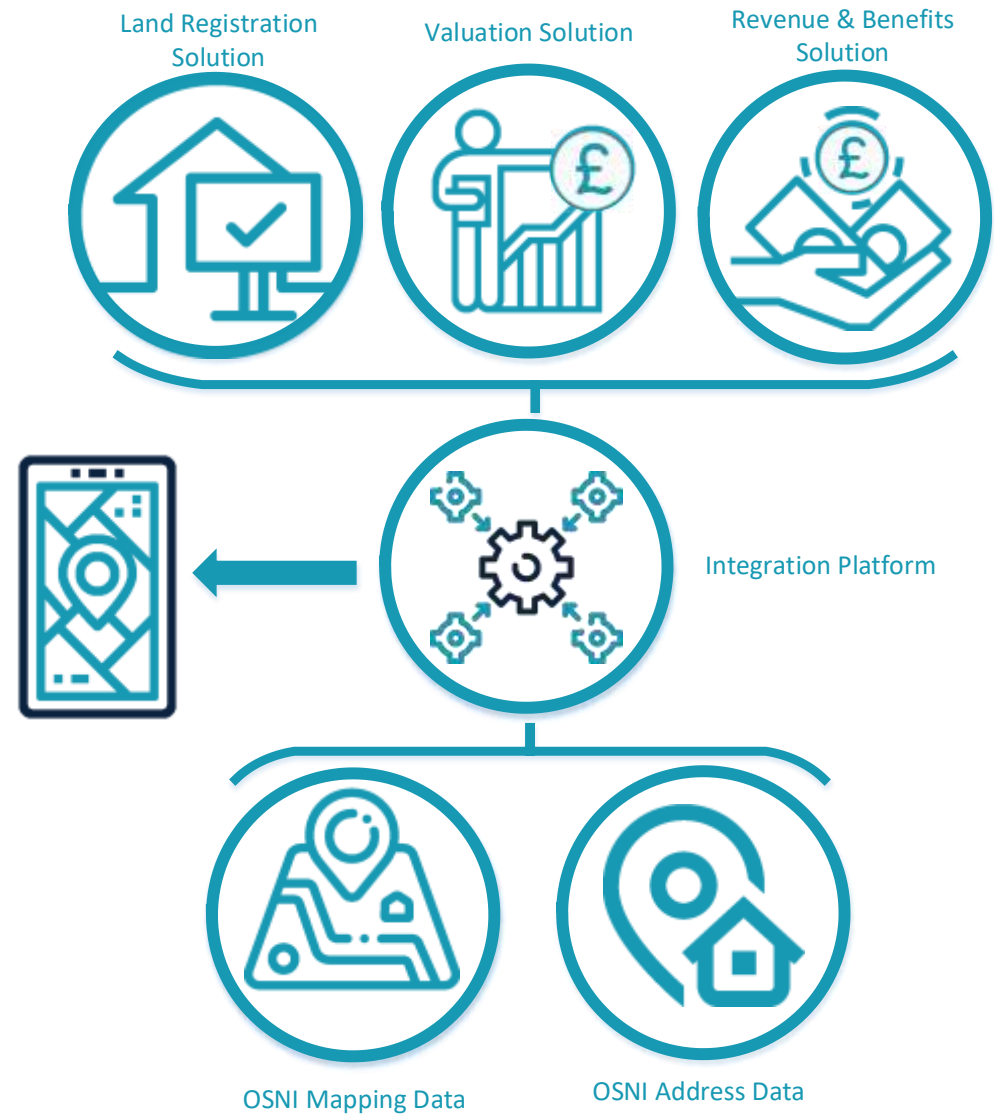 Land Registration
Solution
Valuation Solution
Revenue & Benefits
Solution
£
£
Integration Platform
OSNI Mapping Data
OSNI Address Data